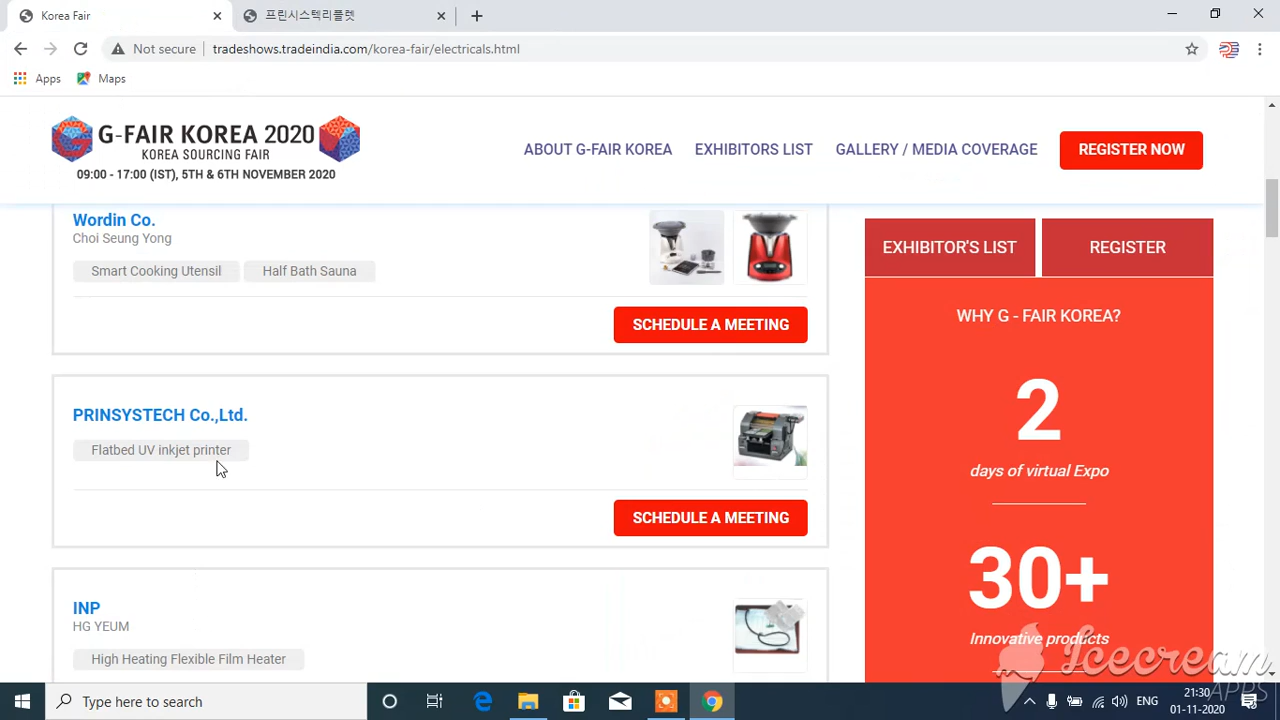 Korea Fair
프린시스텍리플렛
Not secure
tradeshows.tradeindia.com/korea-fair/electricals.html
Apps
Maps
G-FAIR KOREA 2020
KOREA SOURCING FAIR
09:00 - 17:00 (IST), 5TH & 6TH NOVEMBER 2020
ABOUT G-FAIR KOREA
EXHIBITORS LIST
GALLERY / MEDIA COVERAGE
REGISTER NOW
Wordin Co.
Choi Seung Yong
Smart Cooking Utensil
Half Bath Sauna
SCHEDULE A MEETING
PRINSYSTECH Co.,Ltd.
Flatbed UV inkjet printer
SCHEDULE A MEETING
INP
HG YEUM
High Heating Flexible Film Heater
EXHIBITOR'S LIST
REGISTER
WHY G - FAIR KOREA?
2
days of virtual Expo
30+
Innovative products
Icecream
APPS
Type here to search
ENG
21:30
01-11-2020